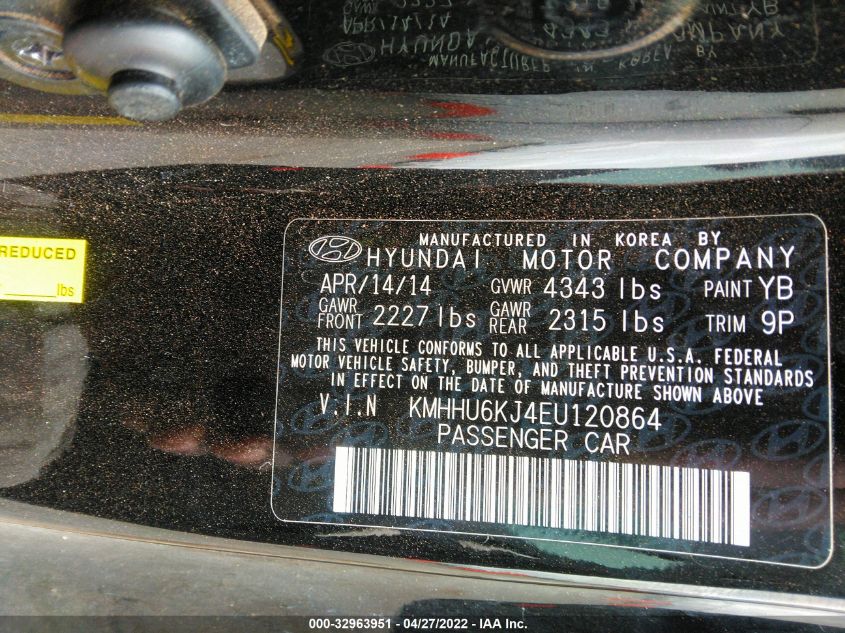 REDUCED
lbs
MANUFACTURED IN KOREA BY
HYUNDAI MOTOR COMPANY
APR/14/14 GVWR 4343 lbs PAINT YB
GAWR FRONT 2227 lbs GAWR REAR 2315 lbs TRIM 9P
THIS VEHICLE CONFORMS TO ALL APPLICABLE U.S.A. FEDERAL
MOTOR VEHICLE SAFETY, BUMPER, AND THEFT PREVENTION STANDARDS
IN EFFECT ON THE DATE OF MANUFACTURE SHOWN ABOVE
V.I.N KMHHU6KJ4EU120864
PASSENGER CAR
000-32963951 - 04/27/2022 - IAA Inc.